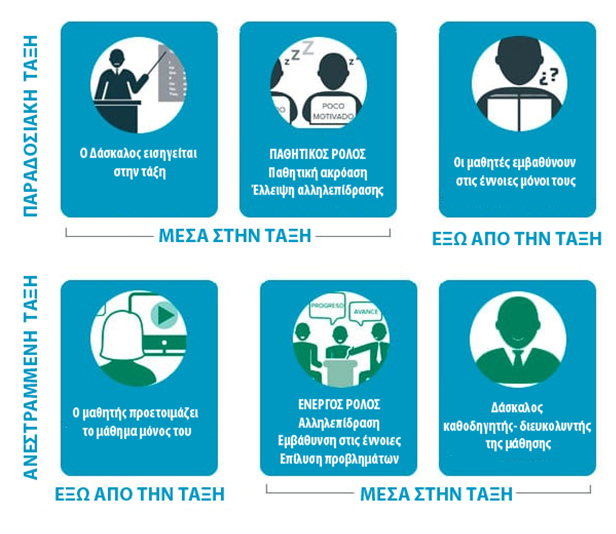 ΠΑΡΑΔΟΣΙΑΚΗ ΤΑΞΗ
Ο Δάσκαλος εισηγείται
στην τάξη
Z Z Z
POCO
MOTIVADO
ΠΑΘΗΤΙΚΟΣ ΡΟΛΟΣ
Παθητική ακρόαση
Έλλειψη αλληλεπίδρασης
¿?
Οι μαθητές εμβαθύνουν
στις έννοιες μόνοι τους
ΜΕΣΑ ΣΤΗΝ ΤΑΞΗ
ΕΞΩ ΑΠΟ ΤΗΝ ΤΑΞΗ
ΑΝΕΣΤΡΑΜΜΕΝΗ ΤΑΞΗ
Ο μαθητής προετοιμάζει
το μάθημα μόνος του
PROGRESO
AVANCE
ΕΝΕΡΓΟΣ ΡΟΛΟΣ
Αλληλεπίδραση
Εμβάθυνση στις έννοιες
Επίλυση προβλημάτων
Δάσκαλος
καθοδηγητής- διευκολυντής
της μάθησης
ΕΞΩ ΑΠΟ ΤΗΝ ΤΑΞΗ
ΜΕΣΑ ΣΤΗΝ ΤΑΞΗ